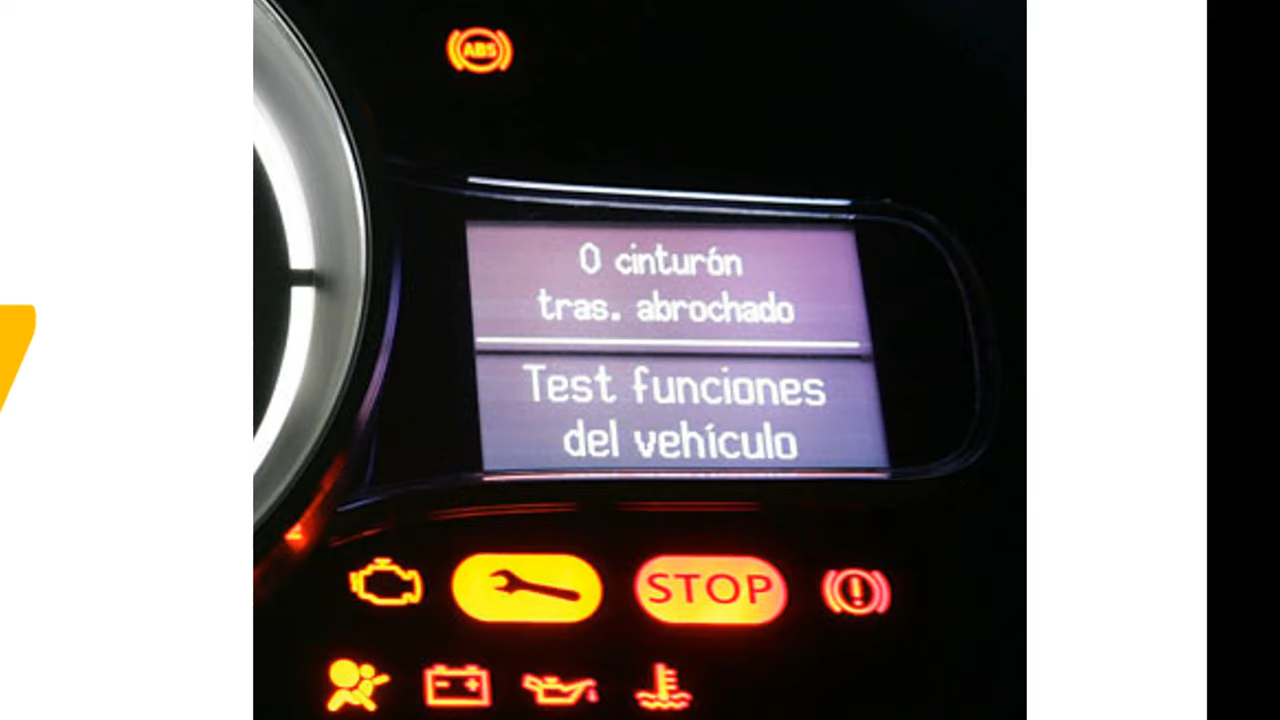 ABS
0 cinturón
tras. abrochado
Test funciones
del vehículo
STOP